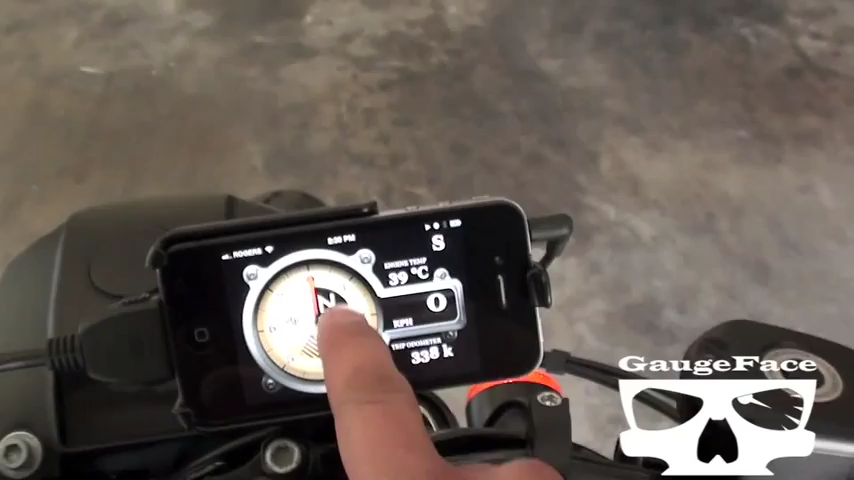 ROGERS
S
ENGINE TEMP
39 °C
N
0
KPH
TRIP ODOMETER
338 k
GaugeFace